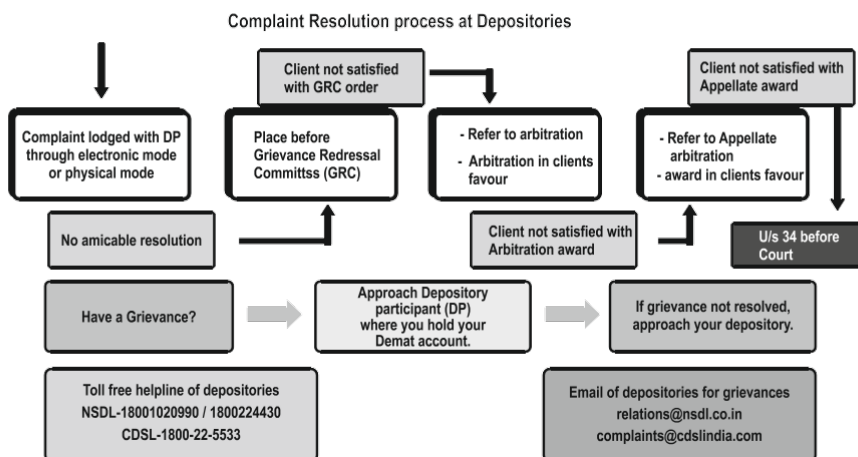 Complaint Resolution process at Depositories
Client not satisfied
with GRC order
Client not satisfied with
Appellate award
Complaint lodged with DP
through electronic mode
or physical mode
Place before
Grievance Redressal
Committss (GRC)
- Refer to arbitration
- Arbitration in clients
favour
- Refer to Appellate
arbitration
- award in clients favour
No amicable resolution
Client not satisfied with
Arbitration award
U/s 34 before
Court
Have a Grievance?
Approach Depository
participant (DP)
where you hold your
Demat account.
If grievance not resolved,
approach your depository.
Toll free helpline of depositories
NSDL-18001020990 / 1800224430
CDSL-1800-22-5533
Email of depositories for grievances
relations@nsdl.co.in
complaints@cdslindia.com